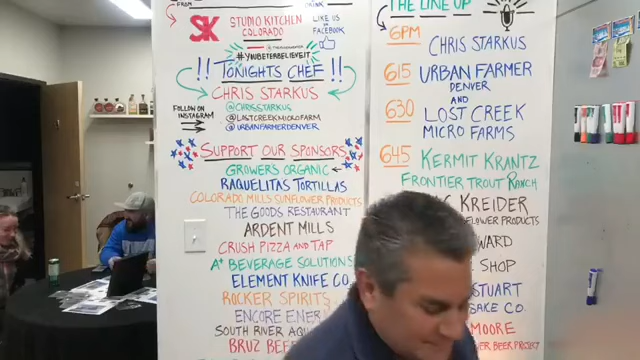 FROM
DRINK
SK
STUDIO KITCHEN
COLORADO
LIKE US
ON
FACEBOOK
#YOUBETERBELIEVEIT
!! TONIGHTS CHEF !!
CHRIS STARKUS
FOLLOW ON
INSTAGRAM
@CHRISSTARKUS
@LOSTCREEKMICROFARM
@URBANFARMERDENVER
SUPPORT OUR SPONSORS
GROWERS ORGANIC
RAQUELITAS TORTILLAS
COLORADO MILLS SUNFLOWER PRODUCTS
THE GOODS RESTAURANT
ARDENT MILLS
CRUSH PIZZA AND TAP
A+ BEVERAGE SOLUTIONS
ELEMENT KNIFE CO
ROCKER SPIRITS
ENCORE ENER
SOUTH RIVER AQU
BRUZ BEE
THE LINE UP
6PM
CHRIS STARKUS
615
URBAN FARMER
DENVER
AND
630
LOST CREEK
MICRO FARMS
645
KERMIT KRANTZ
FRONTIER TROUT RANCH
KREIDER
FLOWER PRODUCTS
WARD
SHOP
STUART
BAKE CO.
MOORE
BEER PROJECT